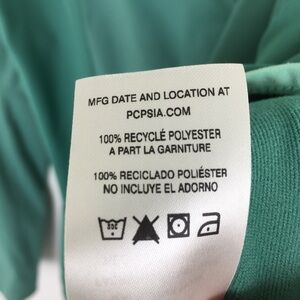 MFG DATE AND LOCATION AT
PCPSIA.COM
100% RECYCLÉ POLYESTER
A PART LA GARNITURE
100% RECICLADO POLIÉSTER
NO INCLUYE EL ADORNO